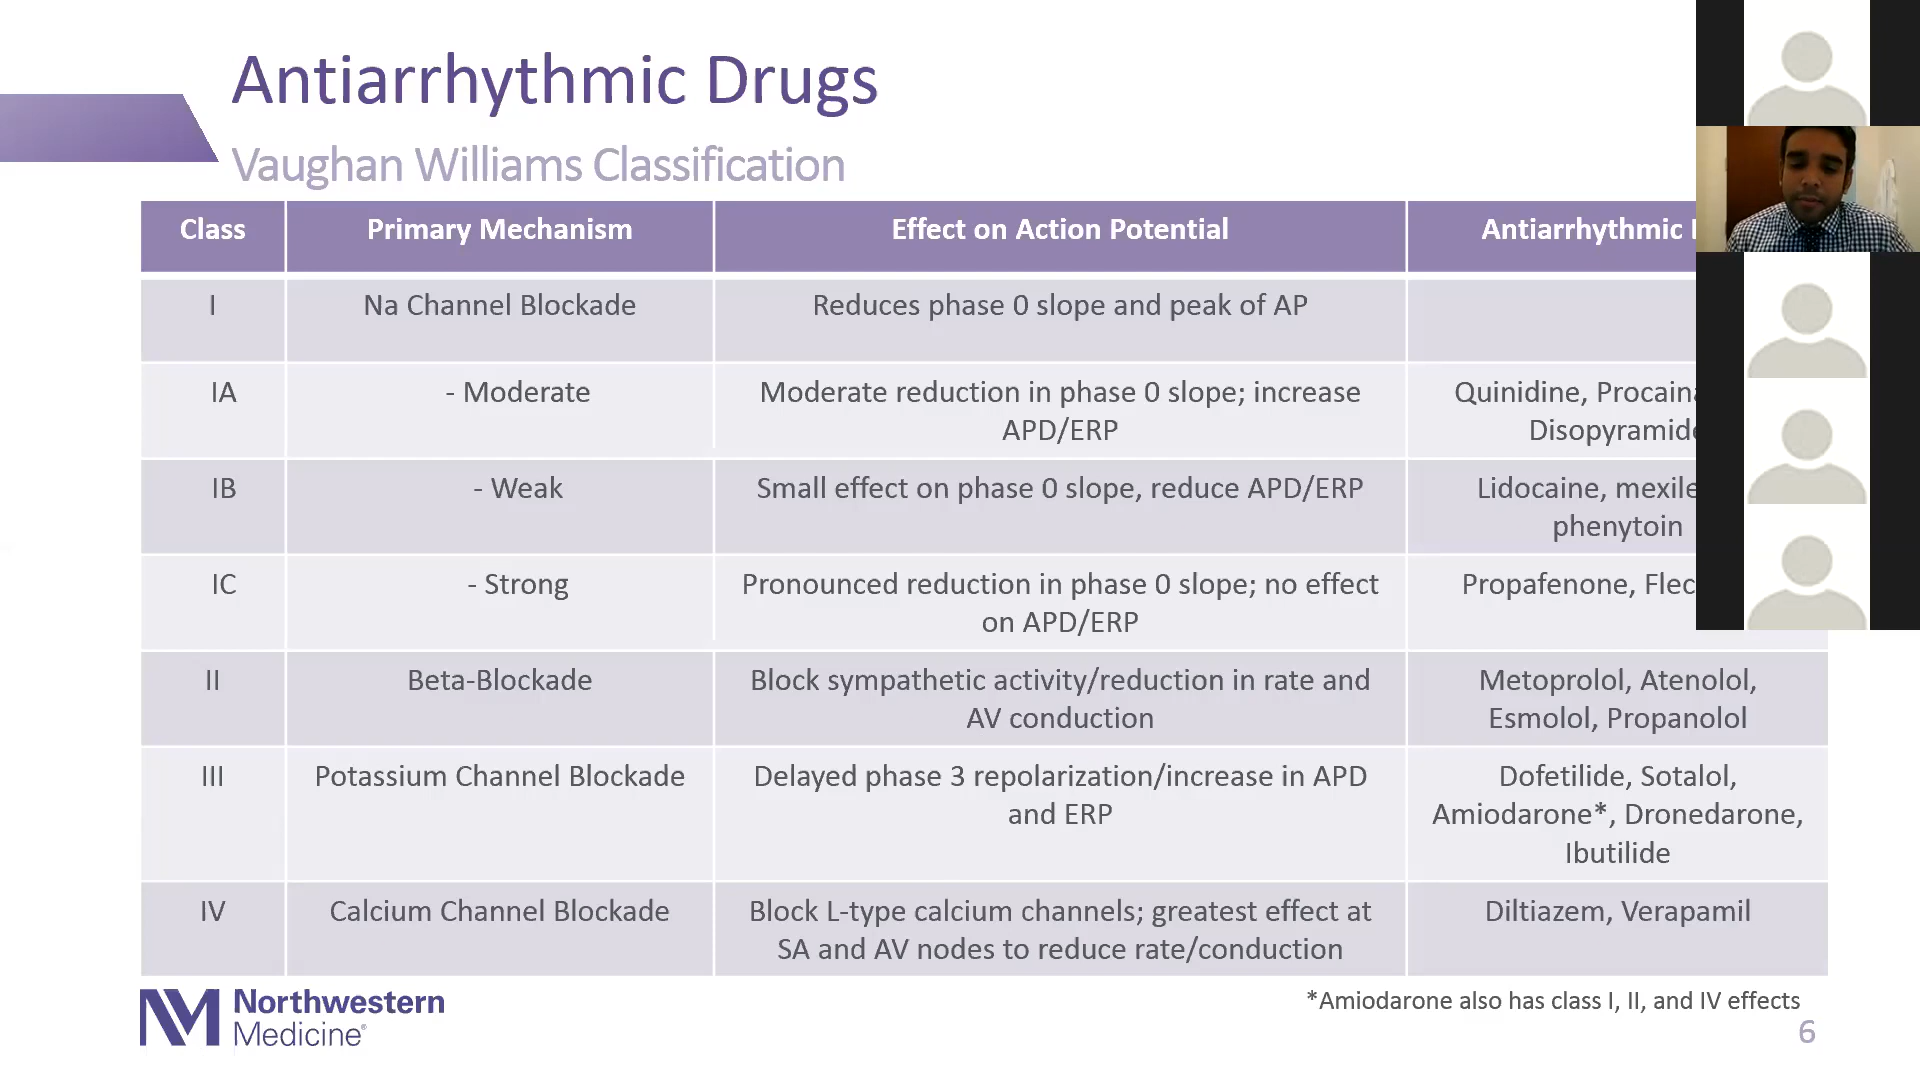 Antiarrhythmic Drugs
Vaughan Williams Classification
Class Primary Mechanism Effect on Action Potential Antiarrhythmic
I Na Channel Blockade Reduces phase 0 slope and peak of AP
IA - Moderate Moderate reduction in phase 0 slope; increase Quinidine,
APD/ERP
IB - Weak Small effect on phase 0 slope, reduce APD/ERP Lidocaine,
phenytoin
IC - Strong Pronounced reduction in phase 0 slope; no effect Propafenone,
on APD/ERP
II Beta-Blockade Block sympathetic activity/reduction in rate and Metoprolol, Atenolol,
AV conduction Esmolol, Propanolol
III Potassium Channel Blockade Delayed phase 3 repolarization/increase in APD Dofetilide, Sotalol,
and ERP Amiodarone*, Dronedarone,
Ibutilide
IV Calcium Channel Blockade Block L-type calcium channels; greatest effect at Diltiazem, Verapamil
SA and AV nodes to reduce rate/conduction
NM Northwestern
Medicine®
*Amiodarone also has class I, II, and IV effects
6